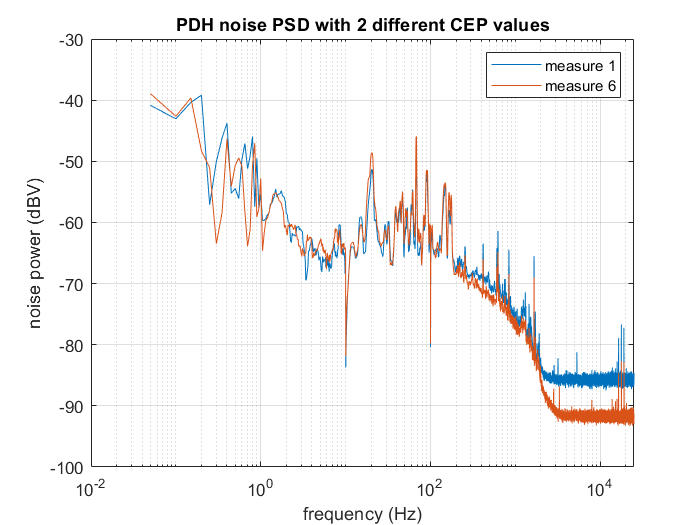 PDH noise PSD with 2 different CEP values
-30
measure 1
measure 6
-40
-50
-60
-70
-80
-90
-100
noise power (dBV)
10^-2
10^0
10^2
10^4
frequency (Hz)